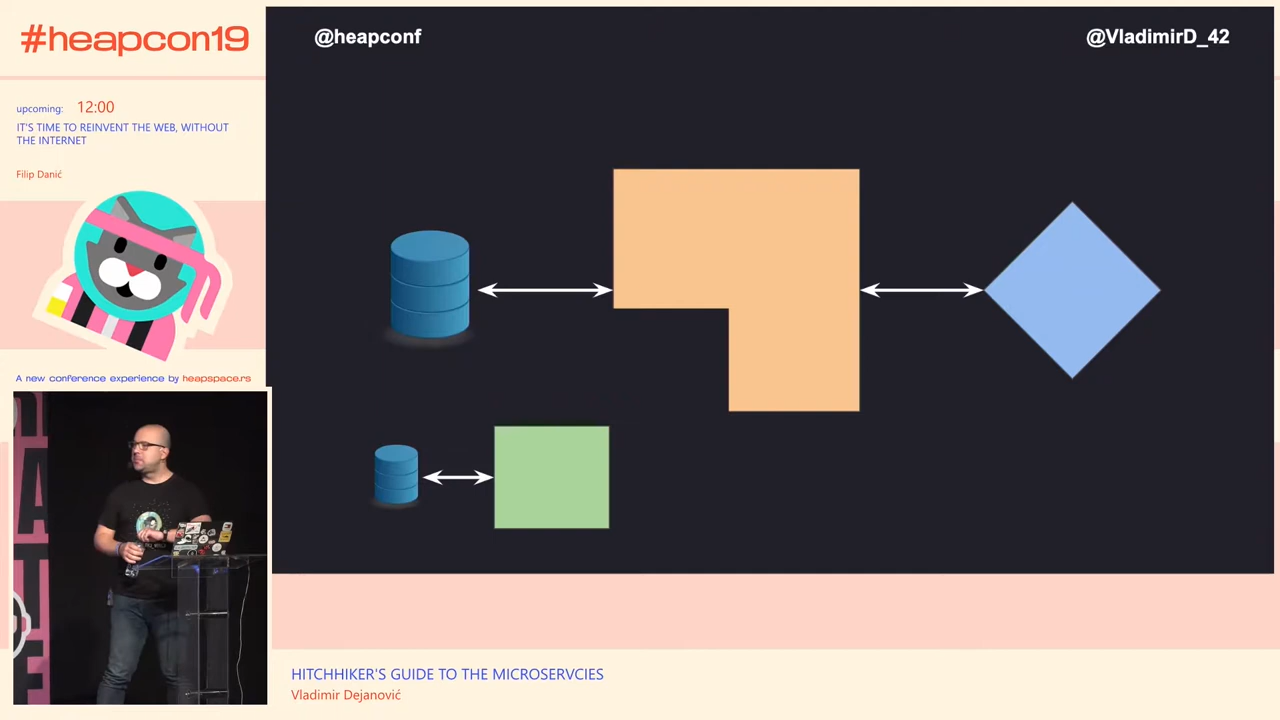 #heapcon19
upcoming: 12:00
IT'S TIME TO REINVENT THE WEB, WITHOUT
THE INTERNET
Filip Danić
A new conference experience by heapspace.rs
@heapconf
@VladimirD_42
HITCHHIKER'S GUIDE TO THE MICROSERVCIES
Vladimir Dejanović